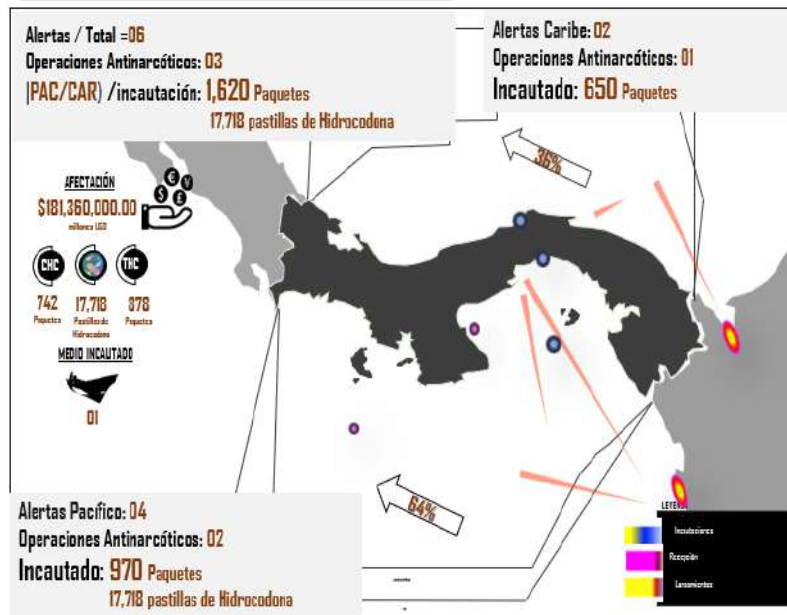 Alertas / Total =06
Operaciones Antinarcóticos: 03
|PAC/CAR) /incautación: 1,620 Paquetes
17,718 pastillas de Hidrocodona
Alertas Caribe: 02
Operaciones Antinarcóticos: 01
Incautado: 650 Paquetes
36%
AFECTACIÓN
$181,360,000.00
millones USD
€ ¥
$ £
CHC
THC
742
Paquetes
17,718
Pastillas de
Hidrocodona
878
Paquetes
MEDIO INCAUTADO
01
64%
Alertas Pacífico: 04
Operaciones Antinarcóticos: 02
Incautado: 970 Paquetes
17,718 pastillas de Hidrocodona
Incautaciones
Recepción
Lanzamientos